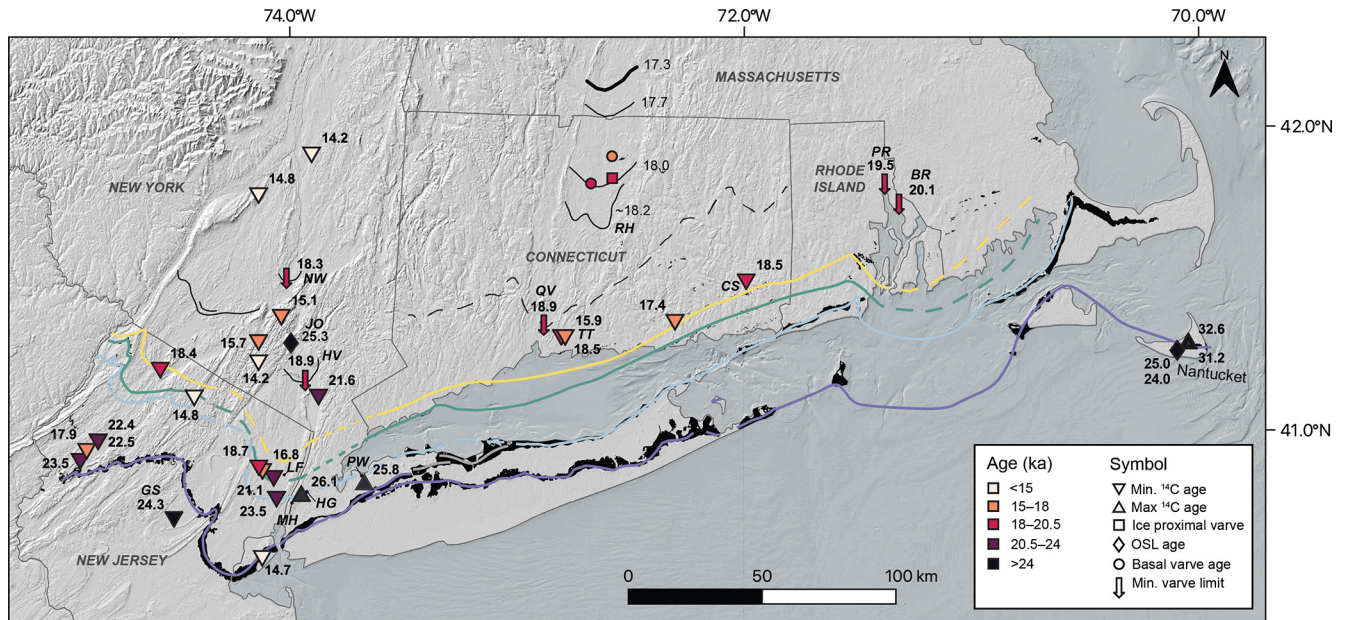 74.0°W
72.0°W
70.0°W
17.3
MASSACHUSETTS
N
17.7
42.0°N
14.2
PR
19.5
18.0
RHODE
ISLAND
BR
20.1
NEW YORK
14.8
~18.2
RH
CONNECTICUT
18.3
NW
18.5
CS
QV
18.9
15.1
17.4
15.9
TT
18.5
JO
25.3
15.7
32.6
31.2
25.0
24.0
Nantucket
18.4
14.2
18.9
HV
21.6
14.8
17.9
22.4
22.5
23.5
41.0°N
18.7
16.8
LF
PW
25.8
21.1
26.1
HG
23.5
MH
GS
24.3
NEW JERSEY
14.7
0
50
100 km
Age (ka)
<15
15–18
18–20.5
20.5–24
>24
Symbol
Min. ¹⁴C age
Max ¹⁴C age
Ice proximal varve
OSL age
Basal varve age
Min. varve limit